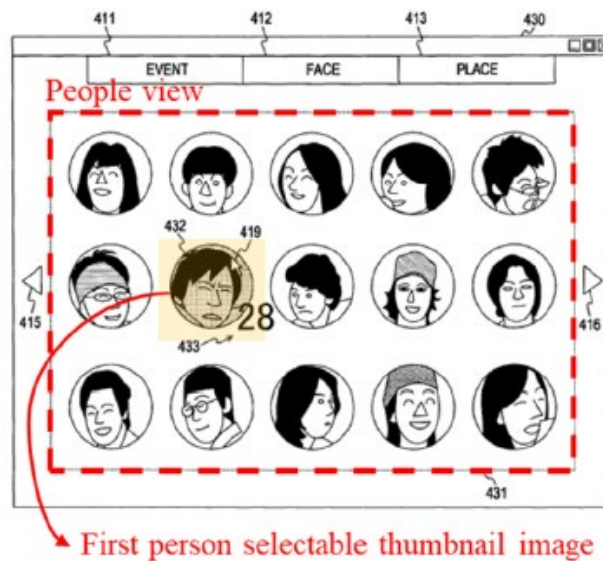 411
412
413
430
EVENT
FACE
PLACE
People view
432
419
415
28
416
433
431
First person selectable thumbnail image